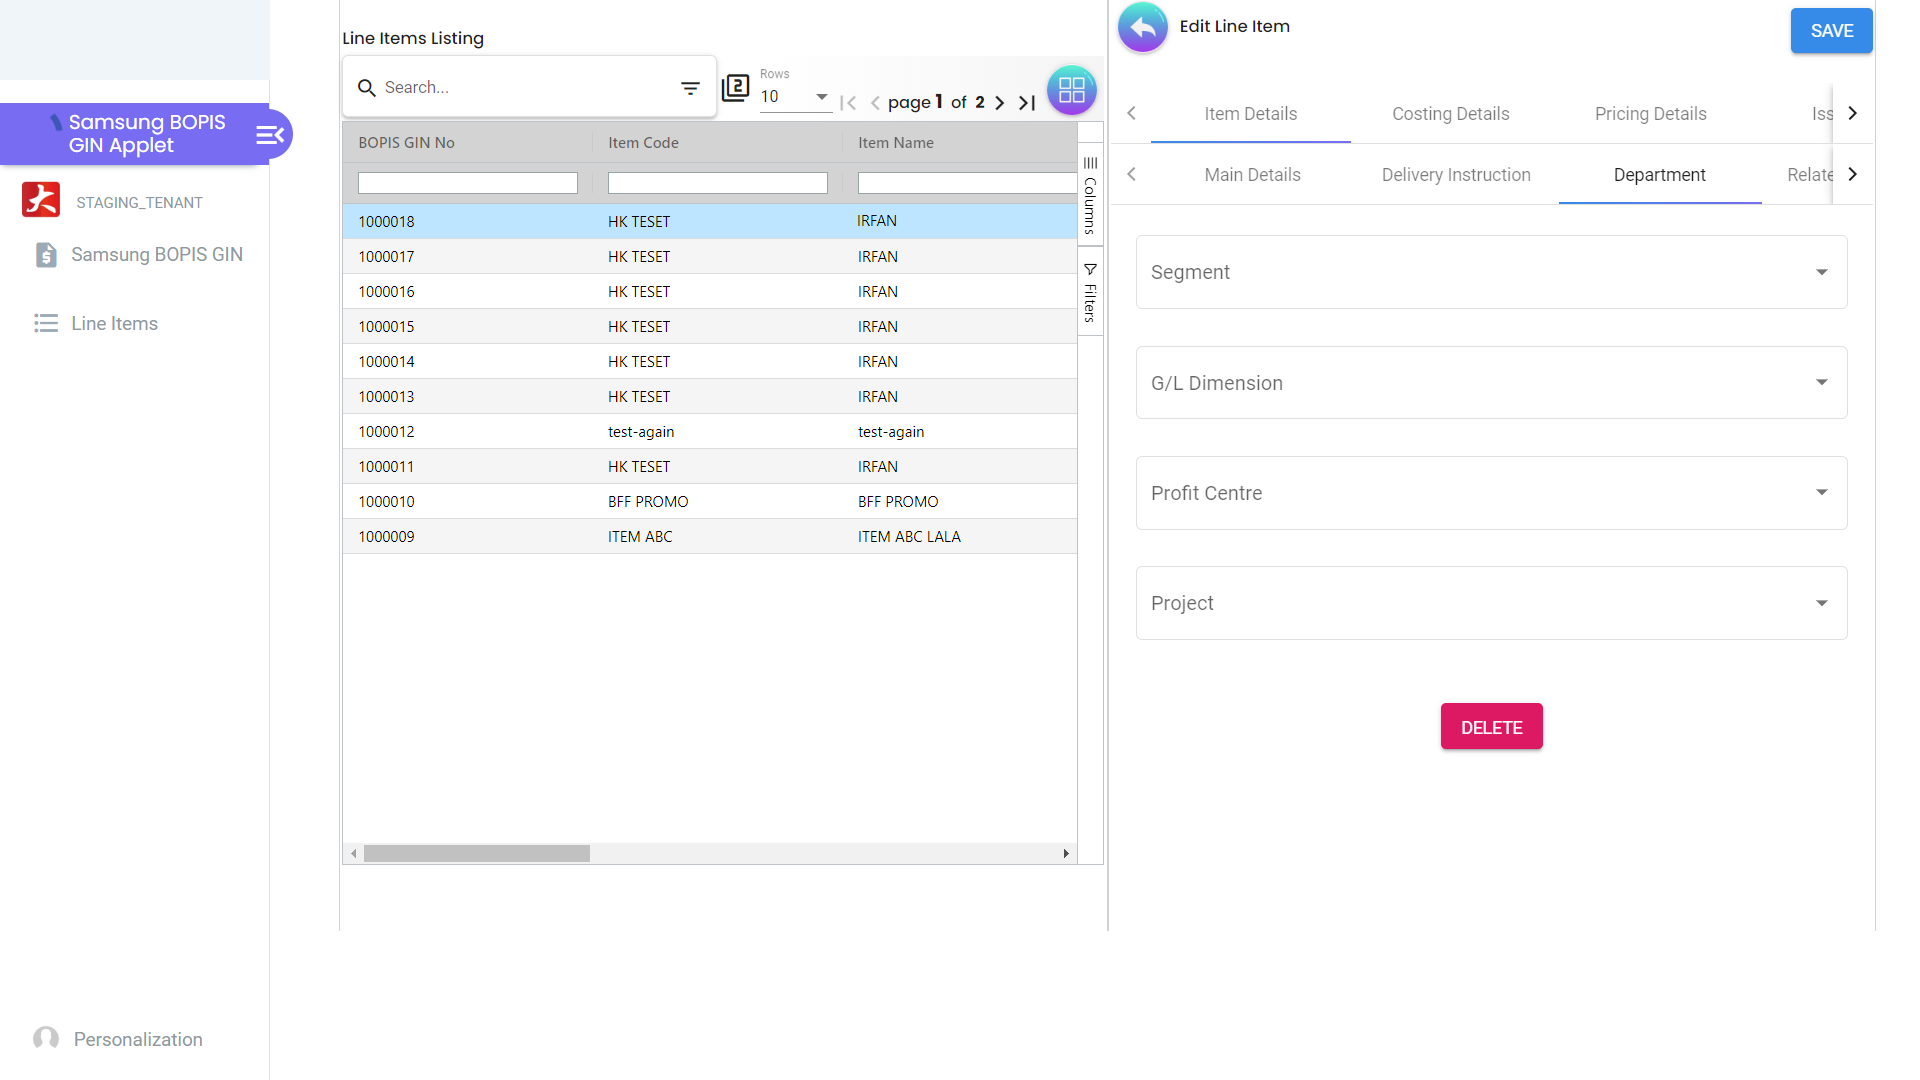 Samsung BOPIS
GIN Applet
STAGING_TENANT
Samsung BOPIS GIN
Line Items
Personalization
Line Items Listing
Search...
2
Rows
10
page 1 of 2
BOPIS GIN No Item Code Item Name
1000018 HK TESET IRFAN
1000017 HK TESET IRFAN
1000016 HK TESET IRFAN
1000015 HK TESET IRFAN
1000014 HK TESET IRFAN
1000013 HK TESET IRFAN
1000012 test-again test-again
1000011 HK TESET IRFAN
1000010 BFF PROMO BFF PROMO
1000009 ITEM ABC ITEM ABC LALA
Columns
Filters
Edit Line Item
SAVE
Item Details Costing Details Pricing Details Iss
Main Details Delivery Instruction Department Relate
Segment
G/L Dimension
Profit Centre
Project
DELETE